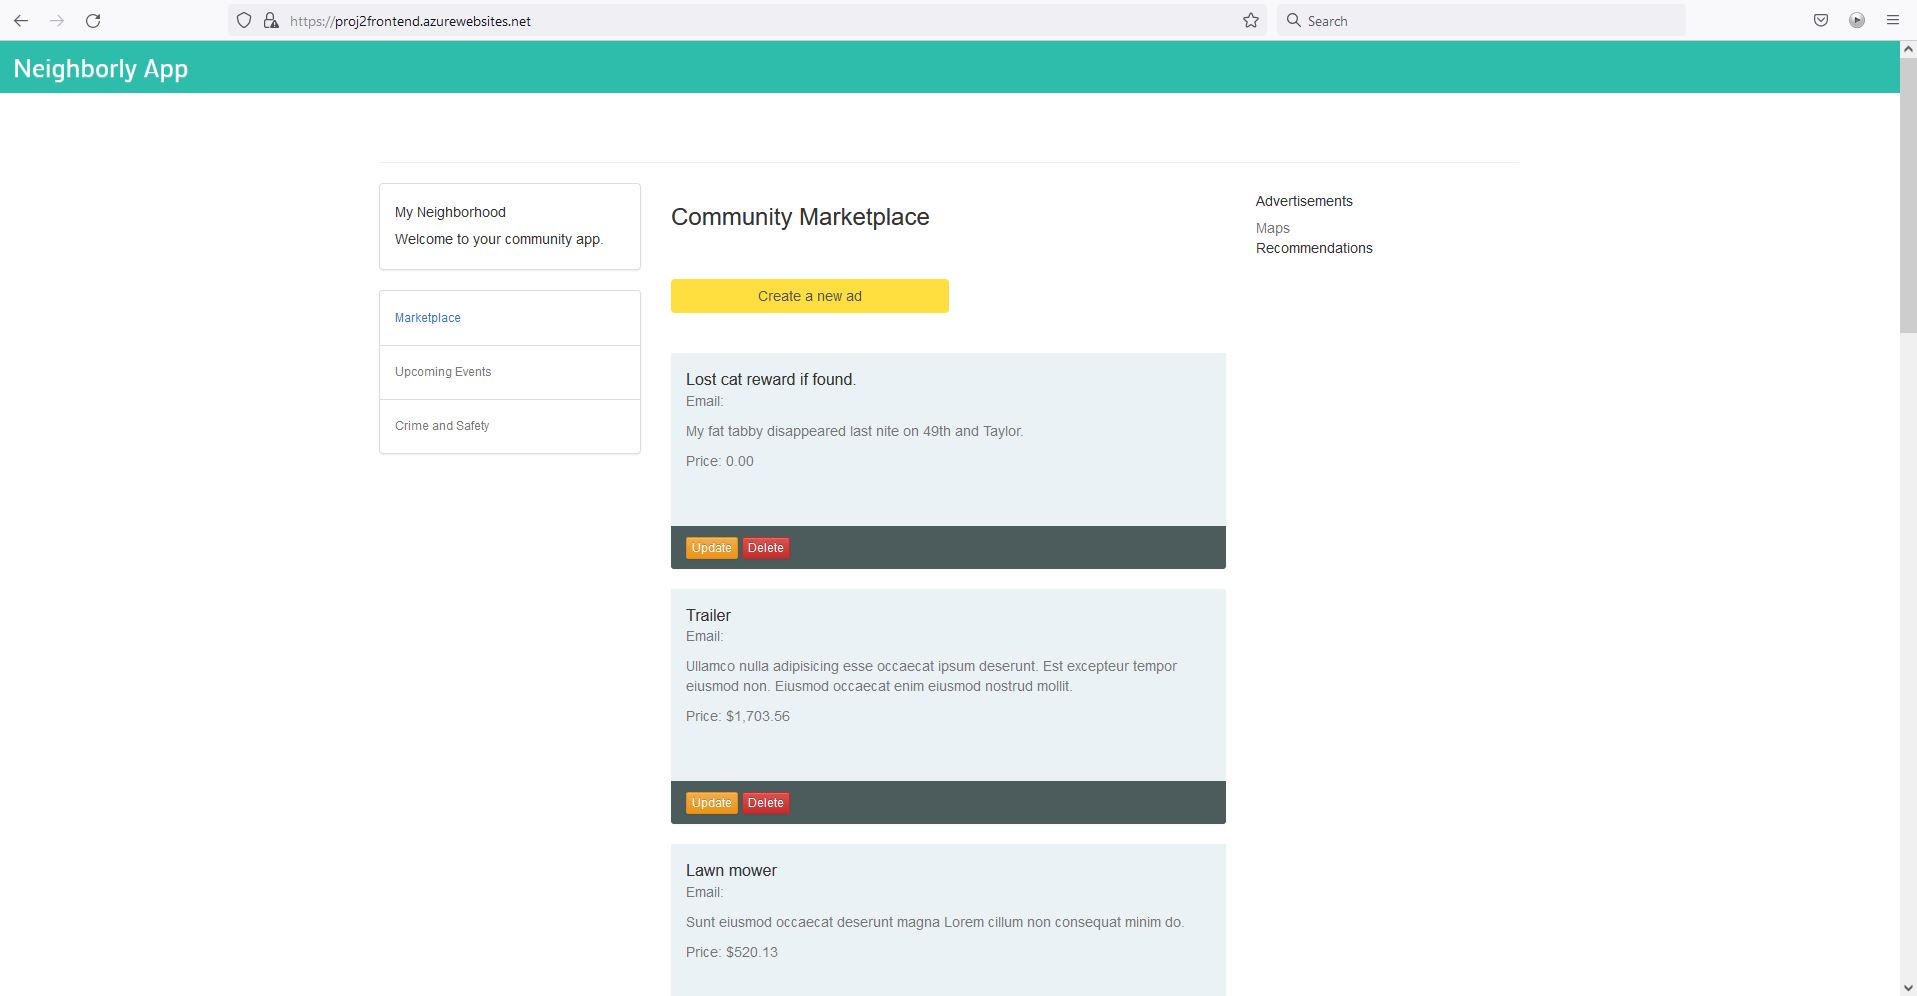 https://proj2frontend.azurewebsites.net
Search
Neighborly App
My Neighborhood
Welcome to your community app.
Marketplace
Upcoming Events
Crime and Safety
Community Marketplace
Create a new ad
Lost cat reward if found.
Email:
My fat tabby disappeared last nite on 49th and Taylor.
Price: 0.00
Update Delete
Trailer
Email:
Ullamco nulla adipisicing esse occaecat ipsum deserunt. Est excepteur tempor
eiusmod non. Eiusmod occaecat enim eiusmod nostrud mollit.
Price: $1,703.56
Update Delete
Lawn mower
Email:
Sunt eiusmod occaecat deserunt magna Lorem cillum non consequat minim do.
Price: $520.13
Advertisements
Maps
Recommendations